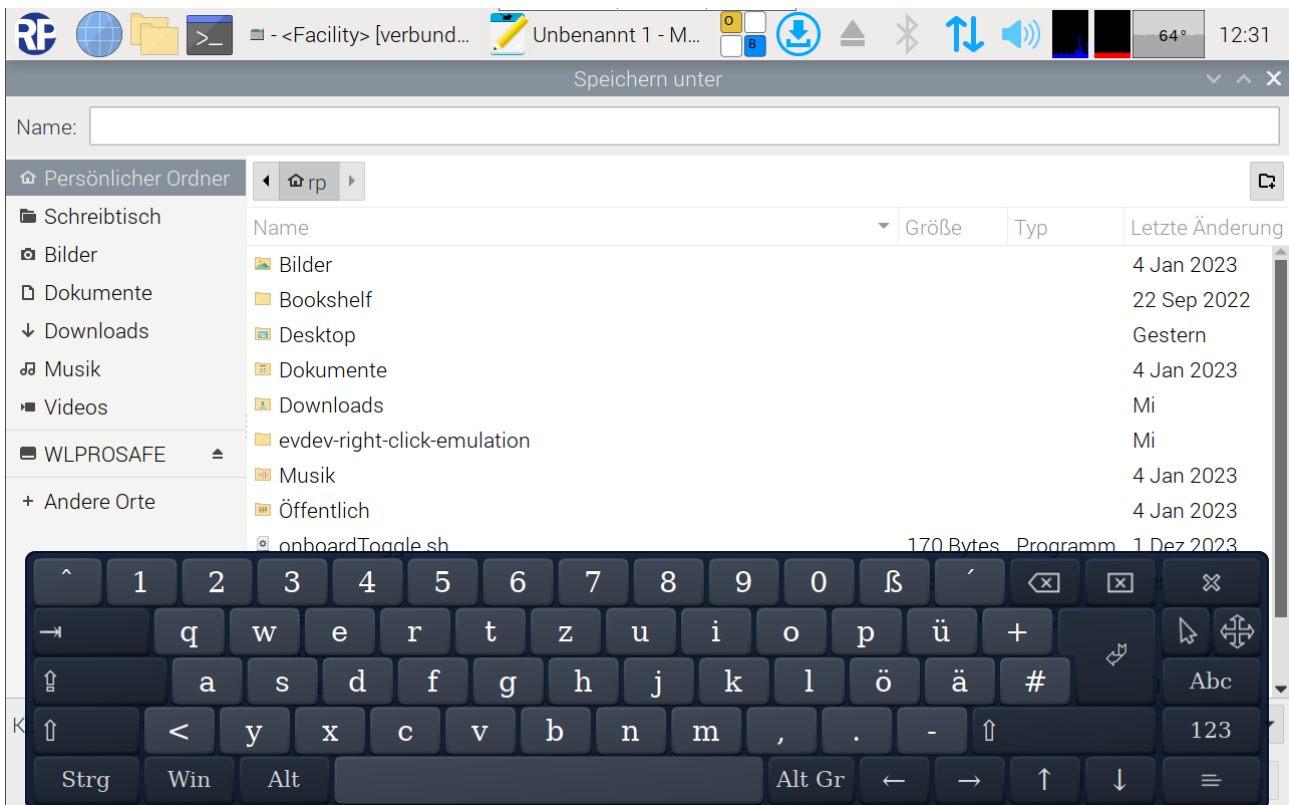 - <Facility> [verbund... Unbenannt 1 - M... O B 64° 12:31
Speichern unter
Name:
Persönlicher Ordner rp
Schreibtisch
Name Größe Typ Letzte Änderung
Bilder
Bilder 4 Jan 2023
Dokumente
Bookshelf 22 Sep 2022
Downloads
Desktop Gestern
Musik
Dokumente 4 Jan 2023
Videos
Downloads Mi
WLPROSAFE
evdev-right-click-emulation Mi
Andere Orte
Musik 4 Jan 2023
Öffentlich 4 Jan 2023
onboardToggle.sh 170 Bytes Programm 1 Dez 2023
^ 1 2 3 4 5 6 7 8 9 0 ß ´
q w e r t z u i o p ü +
a s d f g h j k l ö ä # Abc
K < y x c v b n m , . - 123
Strg Win Alt Alt Gr ← → ↑ ↓